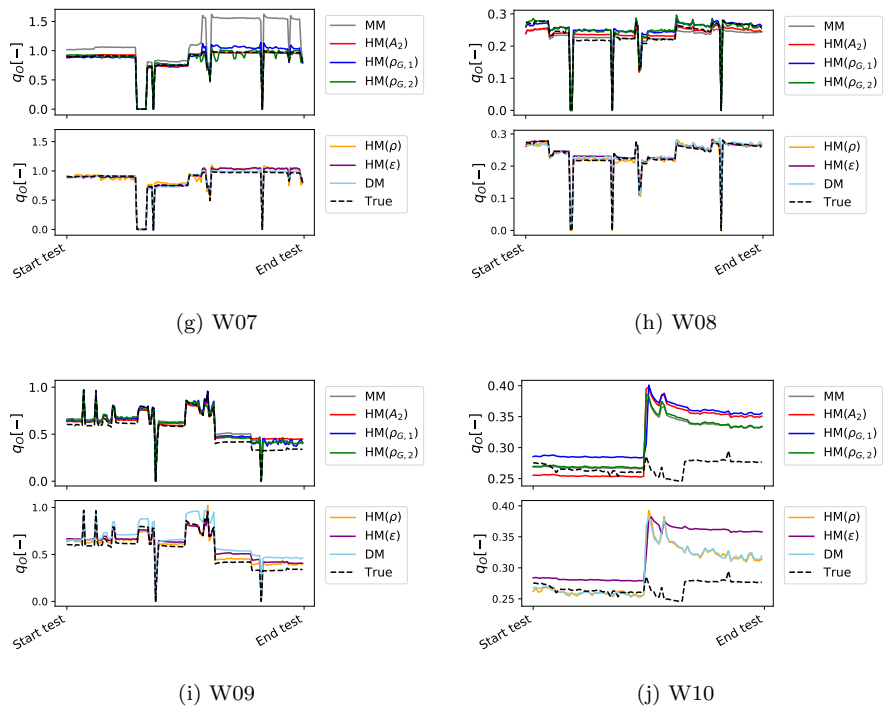 q_O[−]
1.5
1.0
0.5
0.0
MM
HM(A₂)
HM(ρ_G,1)
HM(ρ_G,2)
q_O[−]
1.5
1.0
0.5
0.0
HM(ρ)
HM(ε)
DM
True
Start test
End test
(g) W07
q_O[−]
0.3
0.2
0.1
0.0
MM
HM(A₂)
HM(ρ_G,1)
HM(ρ_G,2)
q_O[−]
0.3
0.2
0.1
0.0
HM(ρ)
HM(ε)
DM
True
Start test
End test
(h) W08
q_O[−]
1.0
0.5
0.0
MM
HM(A₂)
HM(ρ_G,1)
HM(ρ_G,2)
q_O[−]
1.0
0.5
0.0
HM(ρ)
HM(ε)
DM
True
Start test
End test
(i) W09
q_O[−]
0.40
0.35
0.30
0.25
MM
HM(A₂)
HM(ρ_G,1)
HM(ρ_G,2)
q_O[−]
0.40
0.35
0.30
0.25
HM(ρ)
HM(ε)
DM
True
Start test
End test
(j) W10